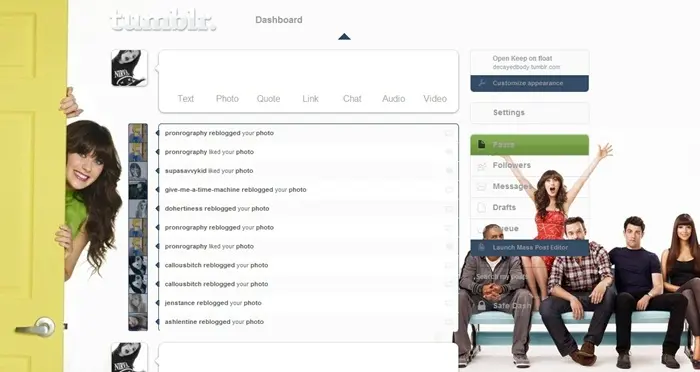 tumblr.
Dashboard
Text Photo Quote Link Chat Audio Video
pronrography reblogged your photo
pronrography liked your photo
supasavvykid liked your photo
give-me-a-time-machine reblogged your photo
dohertiness reblogged your photo
pronrography reblogged your photo
pronrography liked your photo
callousbitch reblogged your photo
callousbitch reblogged your photo
jenstance reblogged your photo
ashlentine reblogged your photo
Open Keep on float
decayedbody.tumblr.com
Customize appearance
Settings
Posts
Followers
Messages
Drafts
Queue
Launch Mass Post Editor
Search my posts
Safe Dash
NIRV